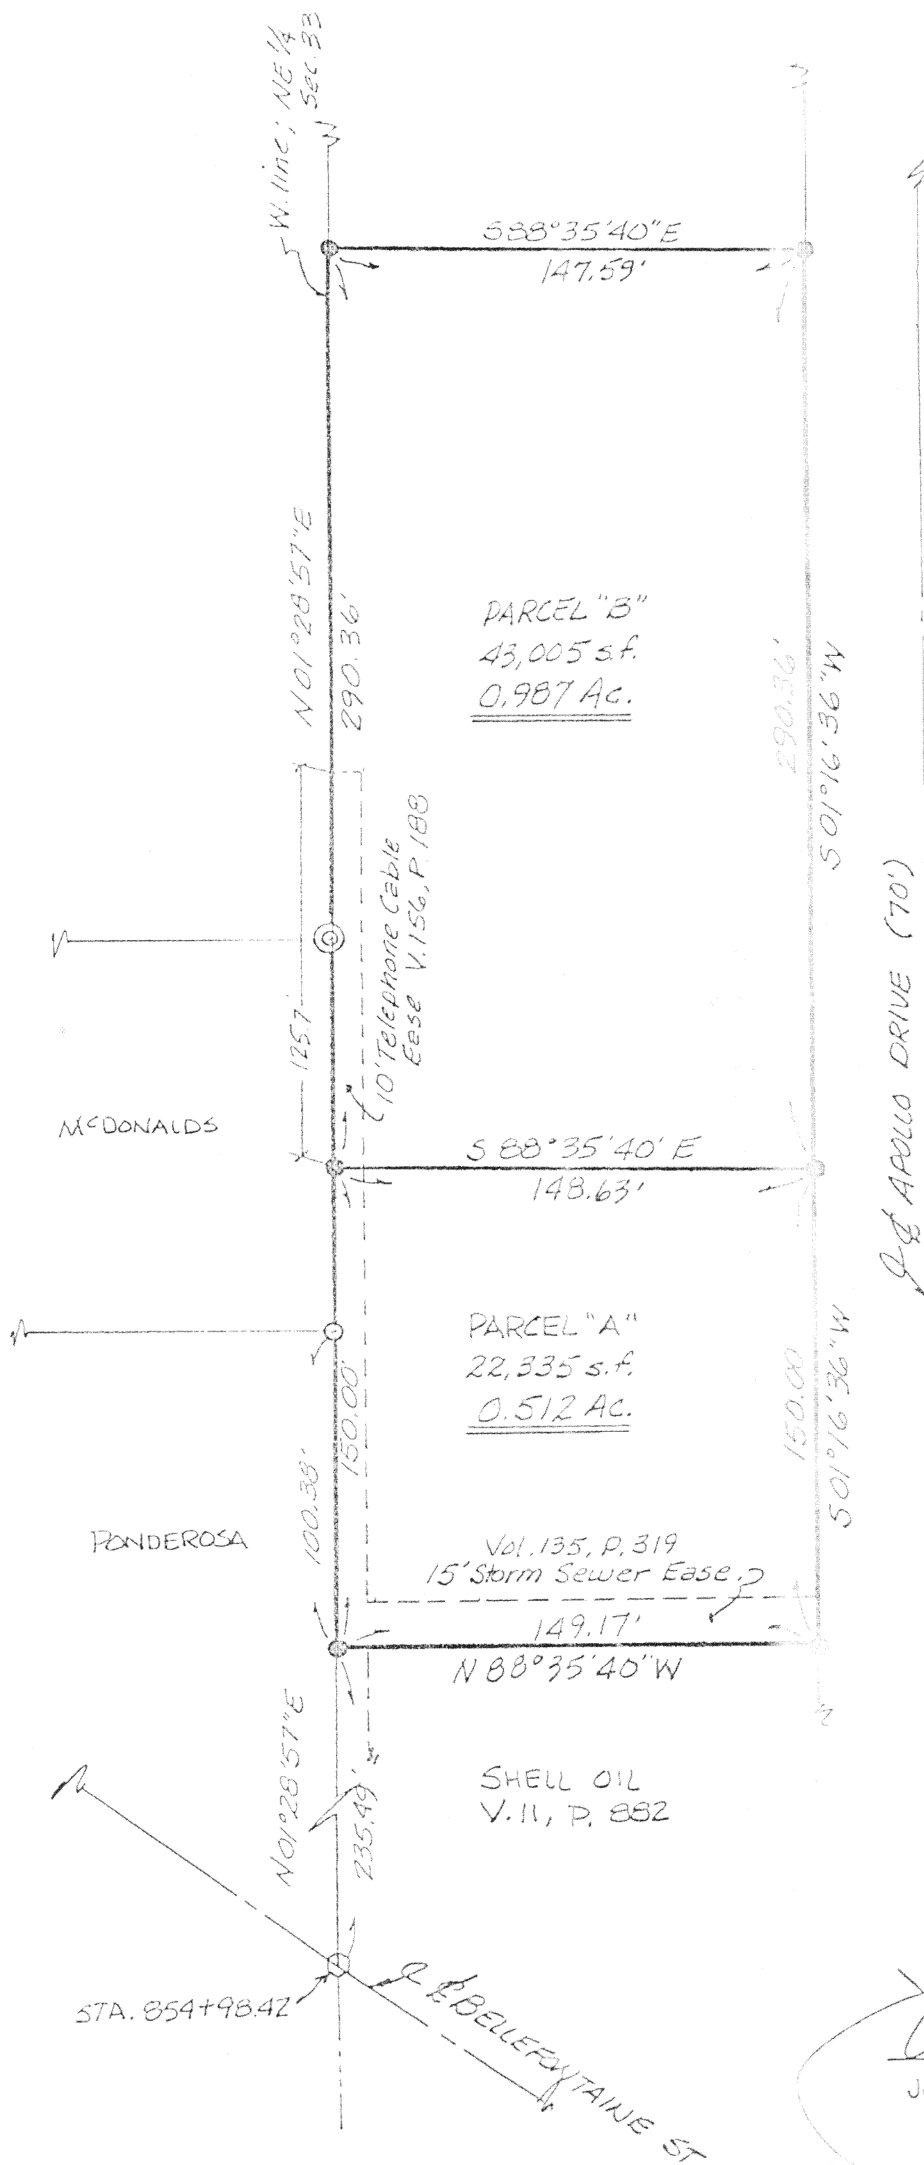 W. line; NE 1/4
Sec. 33
S88°35'40"E
147.59'
N01°28'57"E
290.36'
PARCEL "B"
43,005 s.f.
0.987 Ac.
290.36'
S01°16'36"W
10' Telephone Cable
Ease V.156, P.188
125.7'
McDONALDS
S 88°35'40' E
148.63'
℄ APOLLO DRIVE (70')
PARCEL "A"
22,335 s.f.
0.512 Ac.
150.00'
100.38'
150.00
S01°16'36"W
PONDEROSA
Vol. 135, P. 319
15' Storm Sewer Ease.
149.17'
N 88°35'40"W
N01°28'57"E
235.49'
SHELL OIL
V.11, P. 882
STA. 854+98.42
℄ BELLEFONTAINE ST